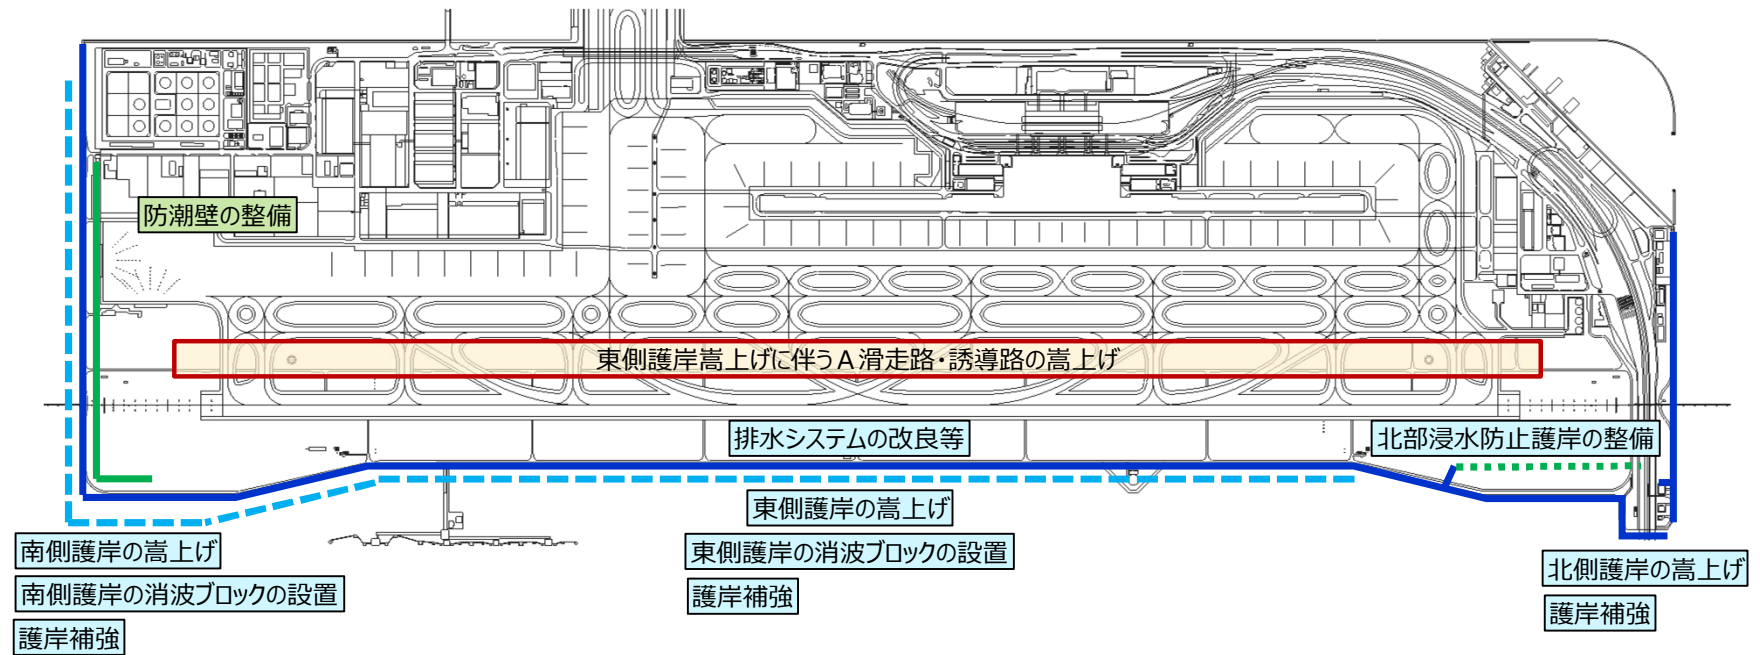 防潮壁の整備
東側護岸嵩上げに伴うA滑走路・誘導路の嵩上げ
排水システムの改良等
北部浸水防止護岸の整備
東側護岸の嵩上げ
東側護岸の消波ブロックの設置
護岸補強
南側護岸の嵩上げ
南側護岸の消波ブロックの設置
護岸補強
北側護岸の嵩上げ
護岸補強